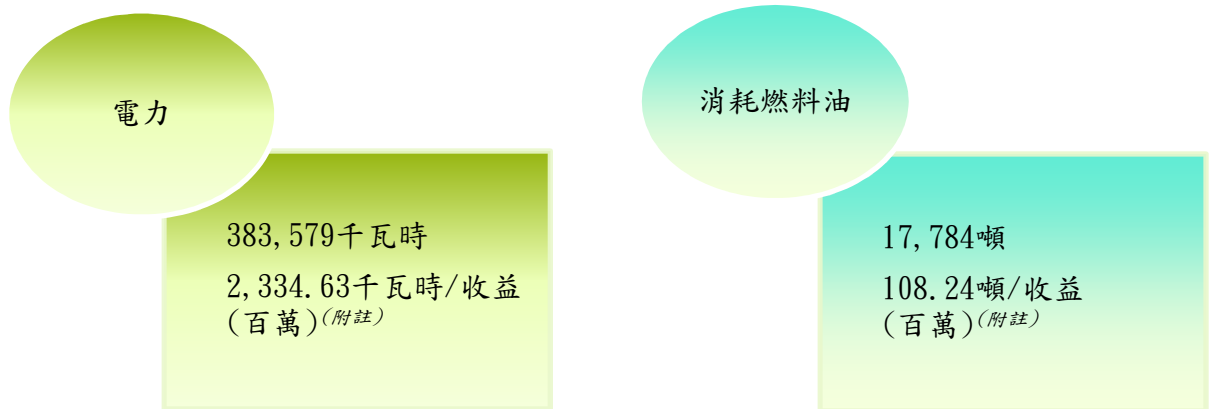 電力
383,579千瓦時
2,334.63千瓦時/收益
(百萬)(附註)
消耗燃料油
17,784噸
108.24噸/收益
(百萬)(附註)